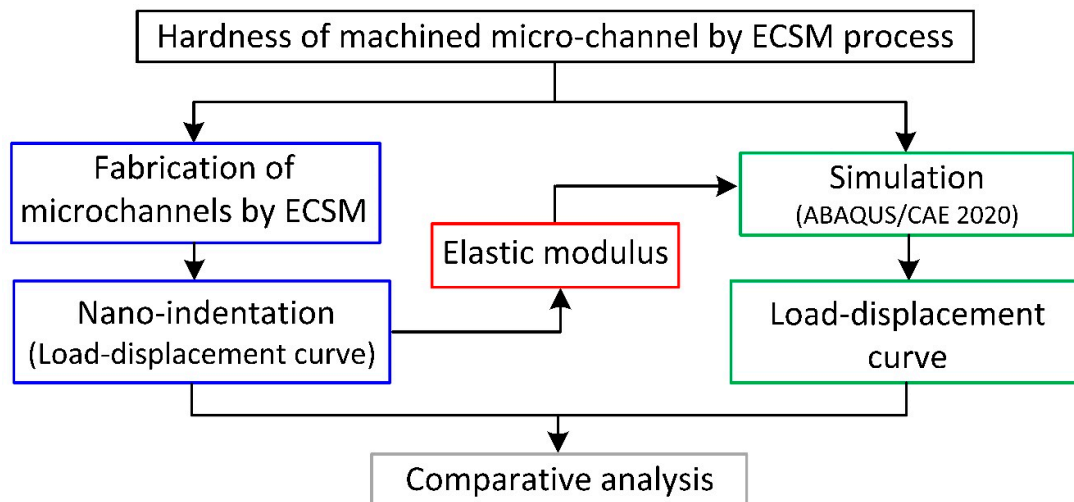 Hardness of machined micro-channel by ECSM process
Fabrication of
microchannels by ECSM
Simulation
(ABAQUS/CAE 2020)
Elastic modulus
Nano-indentation
(Load-displacement curve)
Load-displacement
curve
Comparative analysis